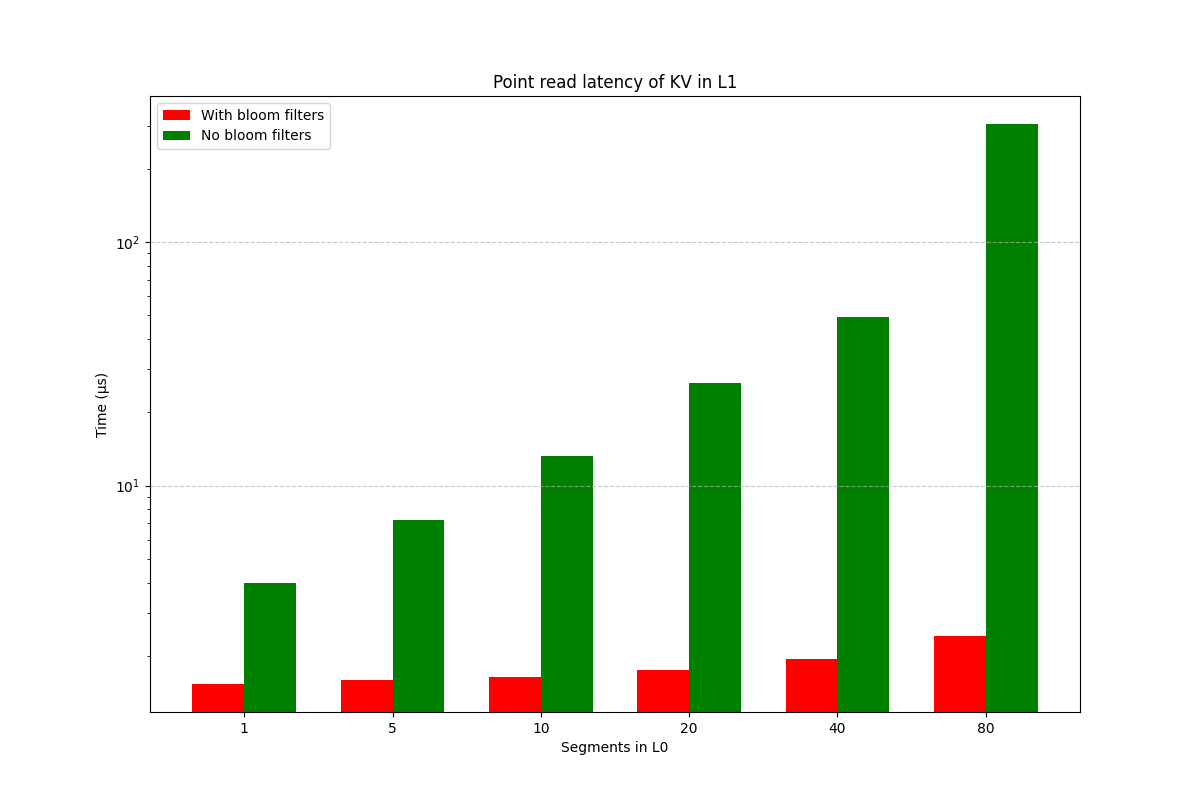 Point read latency of KV in L1
With bloom filters
No bloom filters
Time (µs)
10²
10¹
1 5 10 20 40 80
Segments in L0